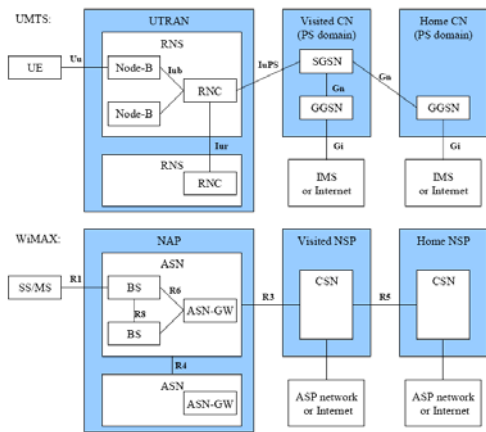 UMTS:
UTRAN
Visited CN
(PS domain)
Home CN
(PS domain)
RNS
UE
Uu
Node-B
Iub
RNC
Node-B
IuPS
SGSN
Gn
Gn
GGSN
GGSN
Iur
Gi
Gi
RNS
RNC
IMS
or Internet
IMS
or Internet
WiMAX:
NAP
Visited NSP
Home NSP
ASN
SS/MS
R1
BS
R6
R8
ASN-GW
BS
R3
CSN
R5
CSN
R4
ASN
ASN-GW
ASP network
or Internet
ASP network
or Internet